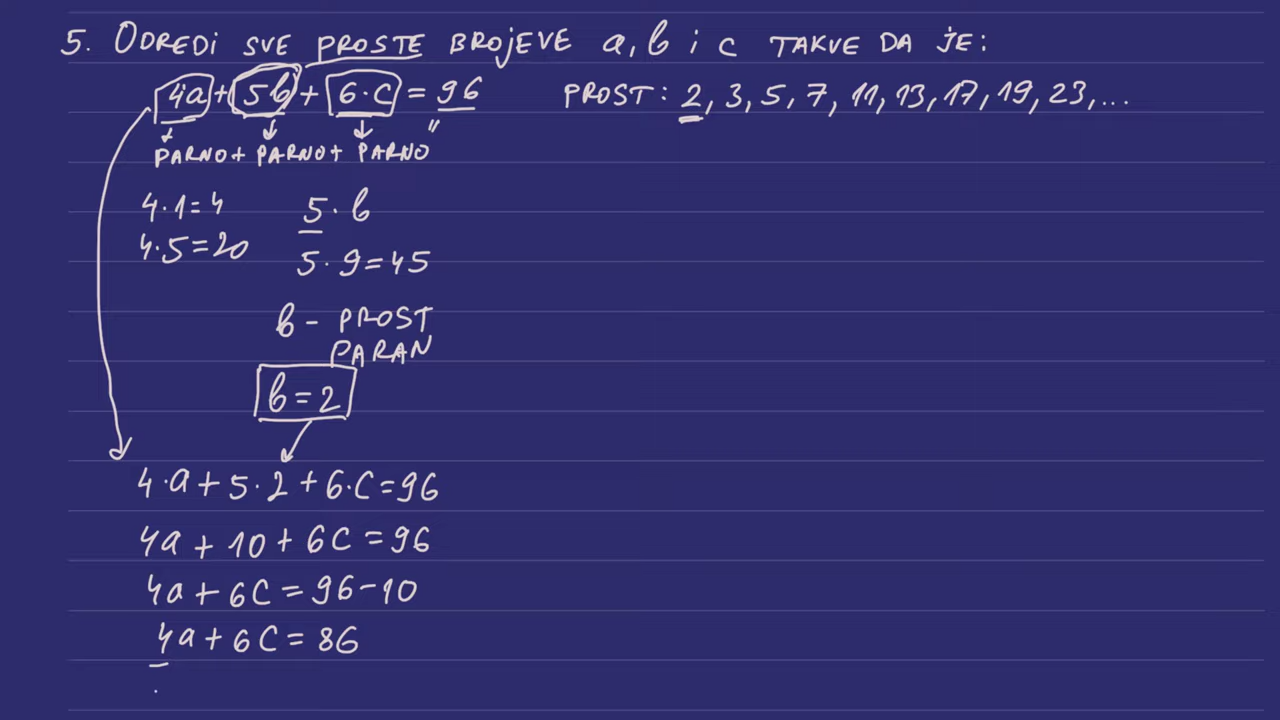 5. ODREDI SVE PROSTE BROJEVE a, b i c TAKVE DA JE:
4a + 5b + 6·c = 96
PROST: 2, 3, 5, 7, 11, 13, 17, 19, 23, ...
PARNO + PARNO + PARNO
4·1=4
4·5=20
5·b
5·9=45
b - PROST
PARAN
b=2
4·a+5·2+6·c=96
4a+10+6c=96
4a+6c=96-10
4a+6c=86